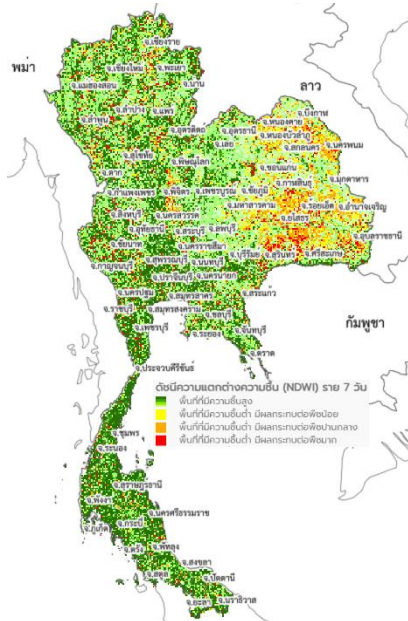 จ.เชียงราย
พม่า
จ.เชียงใหม่
จ.พะเยา
จ.น่าน
จ.แม่ฮ่องสอน
ลาว
จ.ลำปาง
จ.แพร่
จ.บึงกาฬ
จ.ลำพูน
จ.อุตรดิตถ์
จ.อุดรธานี
จ.หนองคาย
จ.เลย
จ.หนองบัวลำภู
จ.นครพนม
จ.สกลนคร
จ.สุโขทัย
จ.พิษณุโลก
จ.ขอนแก่น
จ.มุกดาหาร
จ.ตาก
จ.กาฬสินธุ์
จ.กำแพงเพชร
จ.พิจิตร
จ.เพชรบูรณ์
จ.ชัยภูมิ
จ.มหาสารคาม
จ.ร้อยเอ็ด
จ.อำนาจเจริญ
จ.สิงห์บุรี
จ.นครสวรรค์
จ.ยโสธร
จ.อุทัยธานี
จ.สระบุรี
จ.ลพบุรี
จ.อุบลราชธานี
จ.ชัยนาท
จ.นครราชสีมา
จ.บุรีรัมย์
จ.สุรินทร์
จ.ศรีสะเกษ
จ.สุพรรณบุรี
จ.นนทบุรี
จ.กาญจนบุรี
จ.ปราจีนบุรี
จ.นครนายก
จ.สระแก้ว
จ.นครปฐม
จ.สมุทรสาคร
จ.ราชบุรี
จ.สมุทรสงคราม
จ.ชลบุรี
กัมพูชา
จ.เพชรบุรี
จ.ระยอง
จ.จันทบุรี
จ.ตราด
จ.ประจวบคีรีขันธ์
ดัชนีความแตกต่างความชื้น (NDWI) ราย 7 วัน
พื้นที่ที่มีความชื้นสูง
พื้นที่ที่มีความชื้นต่ำ มีผลกระทบต่อพืชน้อย
พื้นที่ที่มีความชื้นต่ำ มีผลกระทบต่อพืชปานกลาง
พื้นที่ที่มีความชื้นต่ำ มีผลกระทบต่อพืชมาก
จ.ชุมพร
จ.ระนอง
จ.สุราษฎร์ธานี
จ.พังงา
จ.นครศรีธรรมราช
จ.กระบี่
จ.ภูเก็ต
จ.ตรัง
จ.พัทลุง
จ.สงขลา
จ.สตูล
จ.ปัตตานี
จ.ยะลา
จ.นราธิวาส